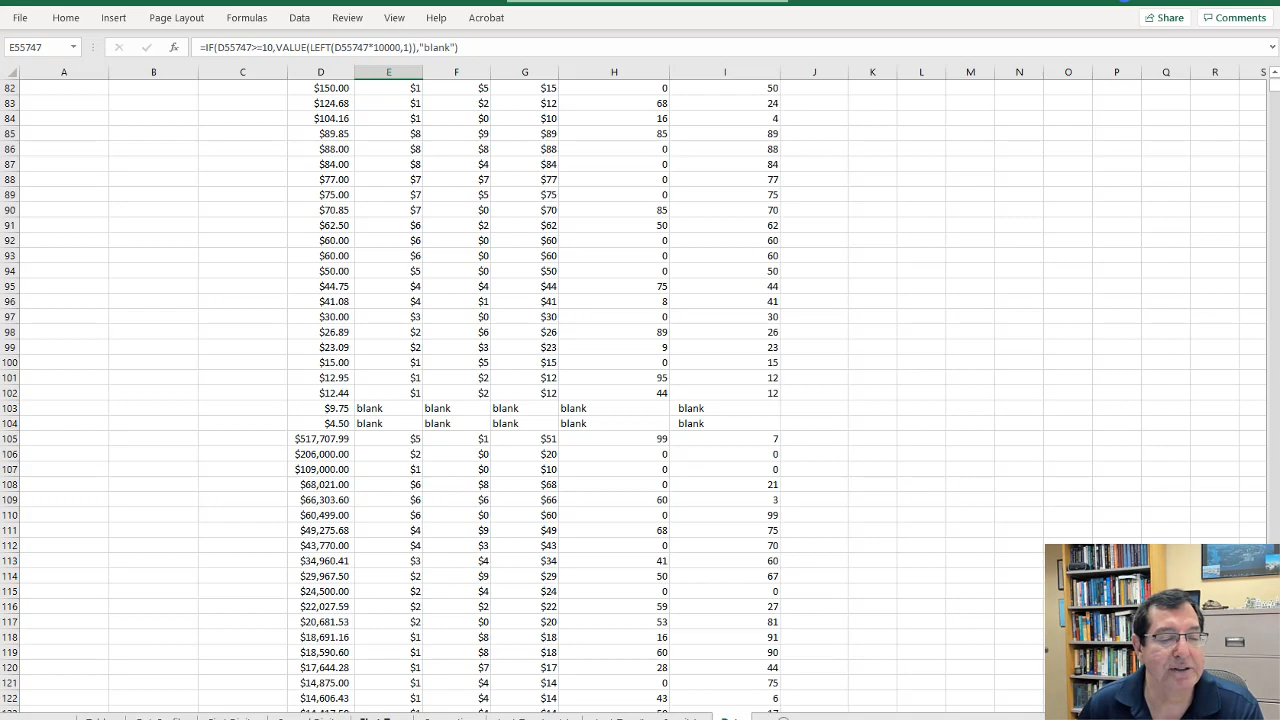 File Home Insert Page Layout Formulas Data Review View Help Acrobat Share Comments
E55747 =IF(D55747>=10,VALUE(LEFT(D55747*10000,1)),"blank")
A B C D E F G H I J K L M N O P Q R S
82 $150.00 $1 $5 $15 0 50
83 $124.68 $1 $2 $12 68 24
84 $104.16 $1 $0 $10 16 4
85 $89.85 $8 $9 $89 85 89
86 $88.00 $8 $8 $88 0 88
87 $84.00 $8 $4 $84 0 84
88 $77.00 $7 $7 $77 0 77
89 $75.00 $7 $5 $75 0 75
90 $70.85 $7 $0 $70 85 70
91 $62.50 $6 $2 $62 50 62
92 $60.00 $6 $0 $60 0 60
93 $60.00 $6 $0 $60 0 60
94 $50.00 $5 $0 $50 0 50
95 $44.75 $4 $4 $44 75 44
96 $41.08 $4 $1 $41 8 41
97 $30.00 $3 $0 $30 0 30
98 $26.89 $2 $6 $26 89 26
99 $23.09 $2 $3 $23 9 23
100 $15.00 $1 $5 $15 0 15
101 $12.95 $1 $2 $12 95 12
102 $12.44 $1 $2 $12 44 12
103 $9.75 blank blank blank blank blank
104 $4.50 blank blank blank blank blank
105 $517,707.99 $5 $1 $51 99 7
106 $206,000.00 $2 $0 $20 0 0
107 $109,000.00 $1 $0 $10 0 0
108 $68,021.00 $6 $8 $68 0 21
109 $66,303.60 $6 $6 $66 60 3
110 $60,499.00 $6 $0 $60 0 99
111 $49,275.68 $4 $9 $49 68 75
112 $43,770.00 $4 $3 $43 0 70
113 $34,960.41 $3 $4 $34 41 60
114 $29,967.50 $2 $9 $29 50 67
115 $24,500.00 $2 $4 $24 0 0
116 $22,027.59 $2 $2 $22 59 27
117 $20,681.53 $2 $0 $20 53 81
118 $18,691.16 $1 $8 $18 16 91
119 $18,590.60 $1 $8 $18 60 90
120 $17,644.28 $1 $7 $17 28 44
121 $14,875.00 $1 $4 $14 0 75
122 $14,606.43 $1 $4 $14 43 6